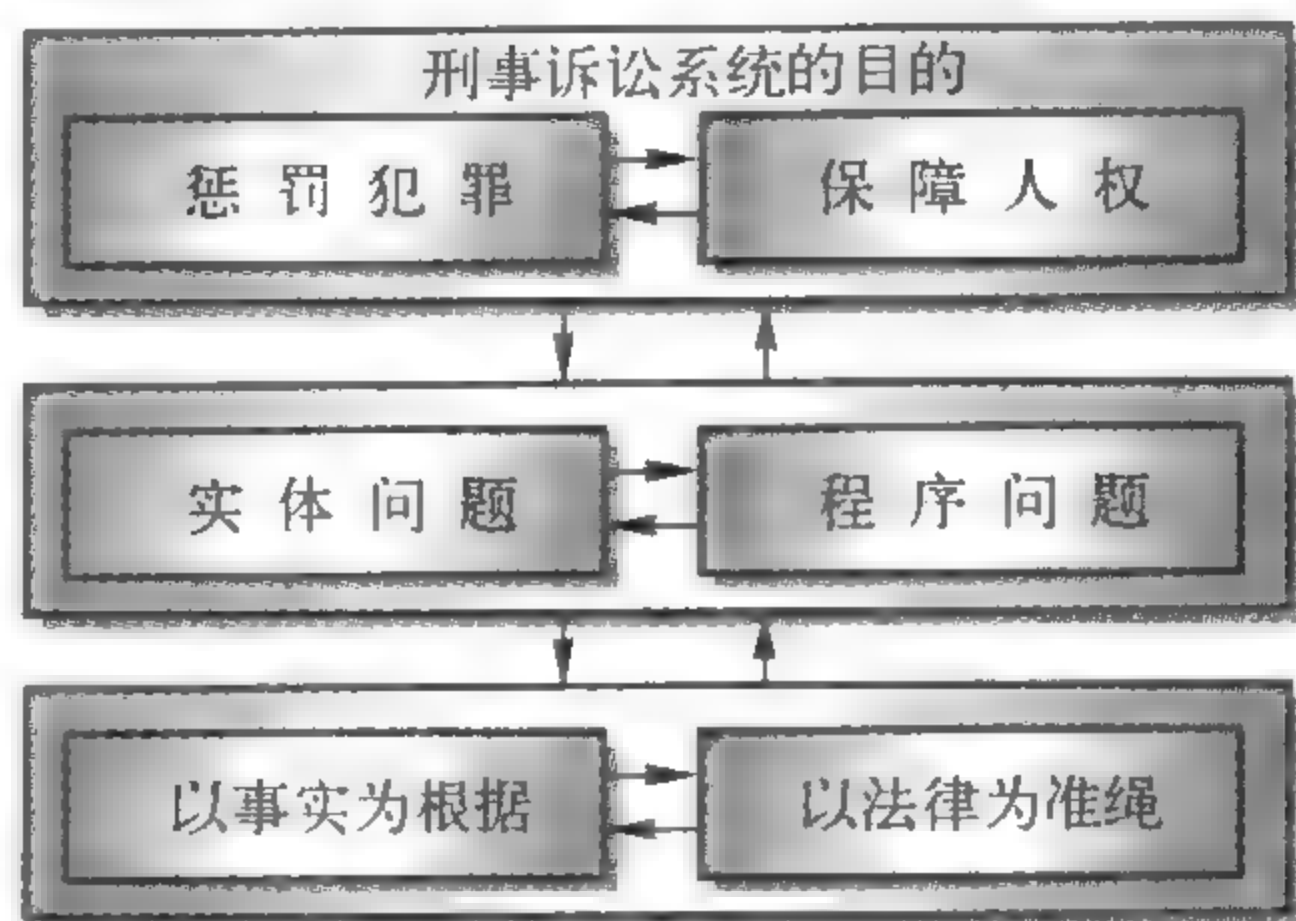 刑事诉讼系统的目的
惩罚犯罪
保障人权
实体问题
程序问题
以事实为根据
以法律为准绳